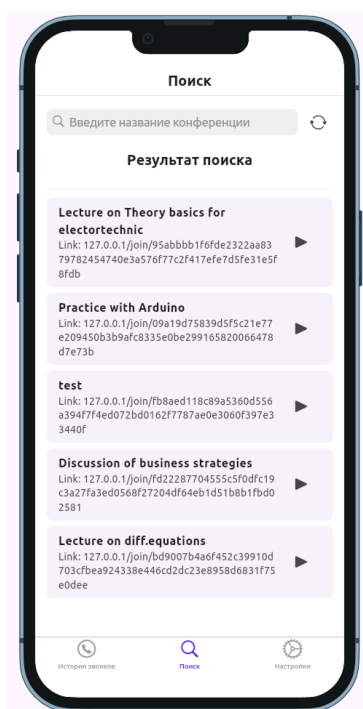 Поиск
Введите название конференции
Результат поиска
Lecture on Theory basics for
electortechnic
Link: 127.0.0.1/join/95abbbb1f6fde2322aa83
79782454740e3a576f77c2f417efe7d5fe31e5f
8fdb
Practice with Arduino
Link: 127.0.0.1/join/09a19d75839d5f5c21e77
e209450b3b9afc8335e0be299165820066478
d7e73b
test
Link: 127.0.0.1/join/fb8aed118c89a5360d556
a394f7f4ed072bd0162f7787ae0e3060f397e3
3440f
Discussion of business strategies
Link: 127.0.0.1/join/fd22287704555c5f0dfc19
c3a27fa3ed0568f27204df64eb1d51b8b1fbd0
2581
Lecture on diff.equations
Link: 127.0.0.1/join/bd9007b4a6f452c39910d
703cfbea924338e446cd2dc23e8958d6831f75
e0dee
История звонков
Поиск
Настройки